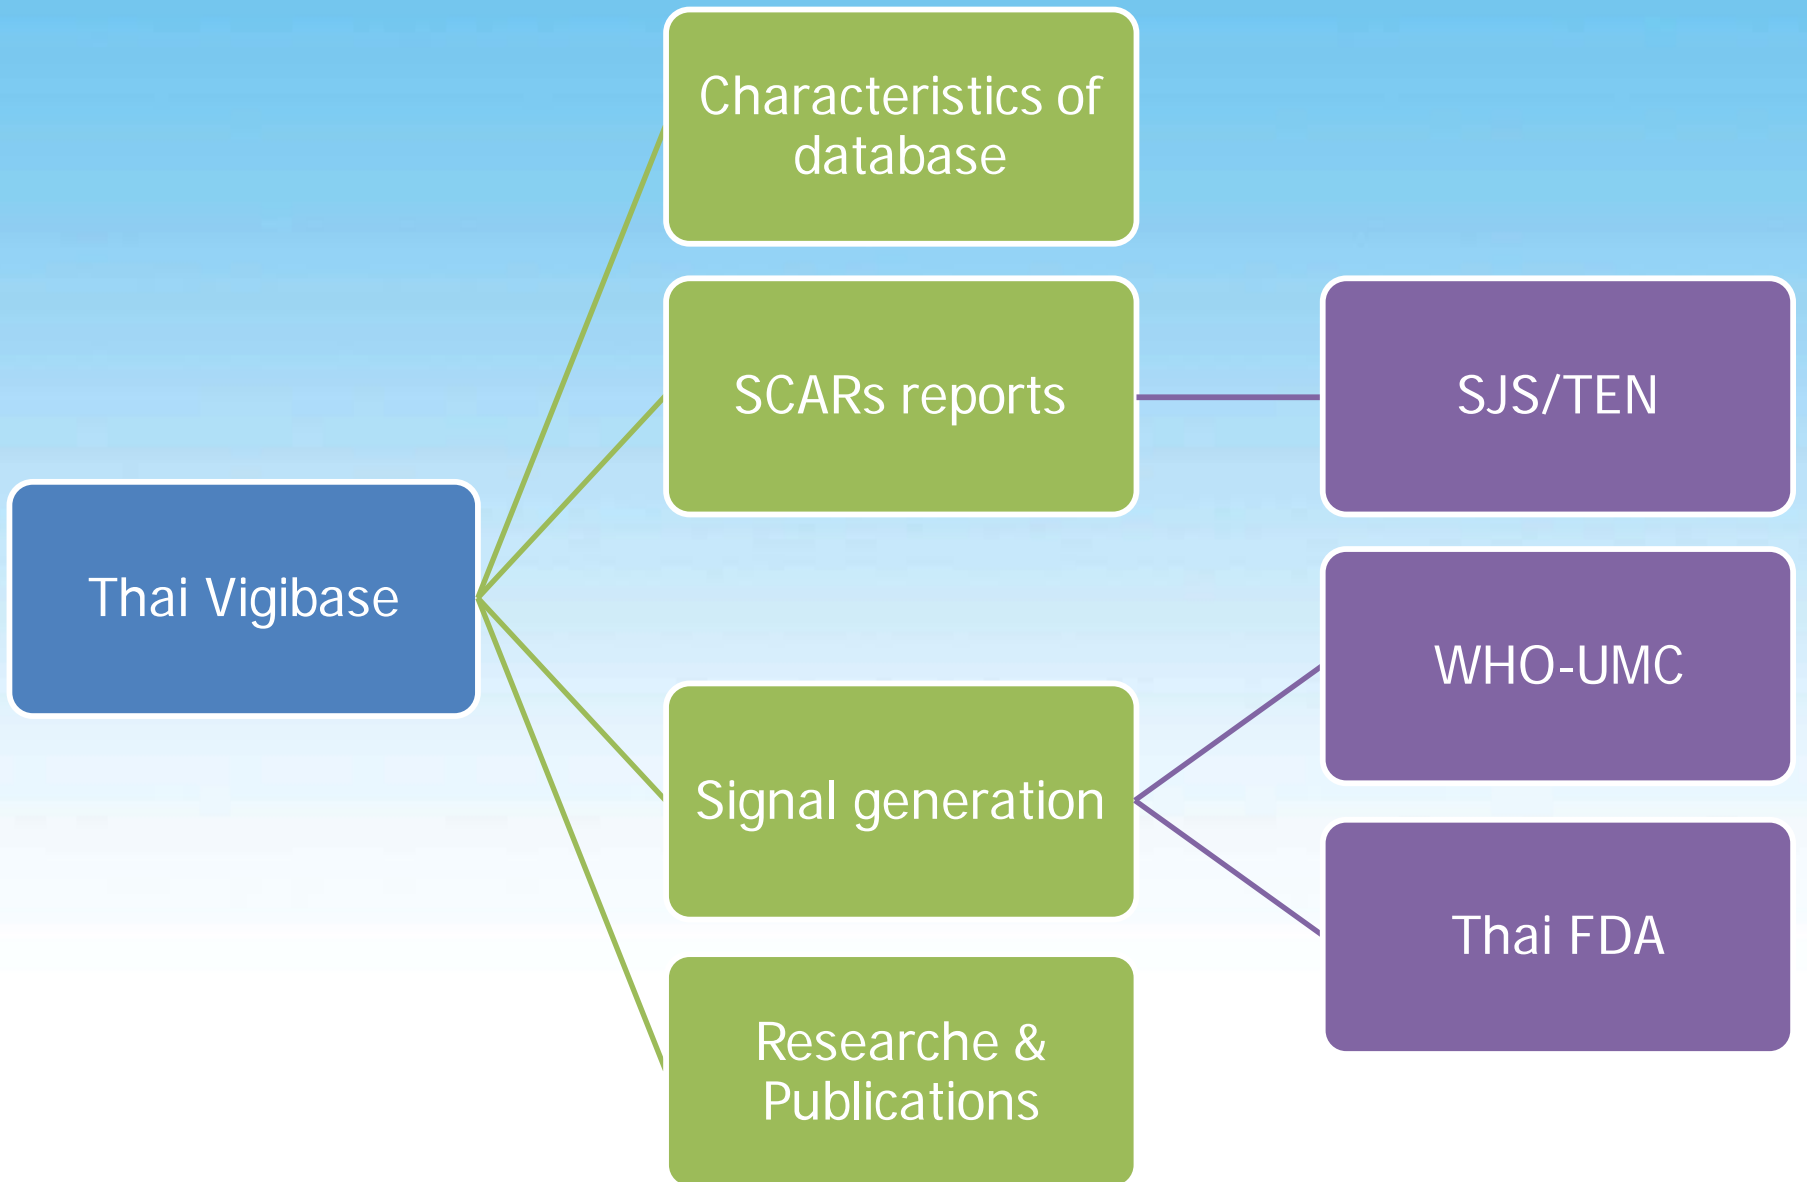 Thai Vigibase
Characteristics of
database
SCARs reports
SJS/TEN
Signal generation
WHO-UMC
Thai FDA
Researche &
Publications